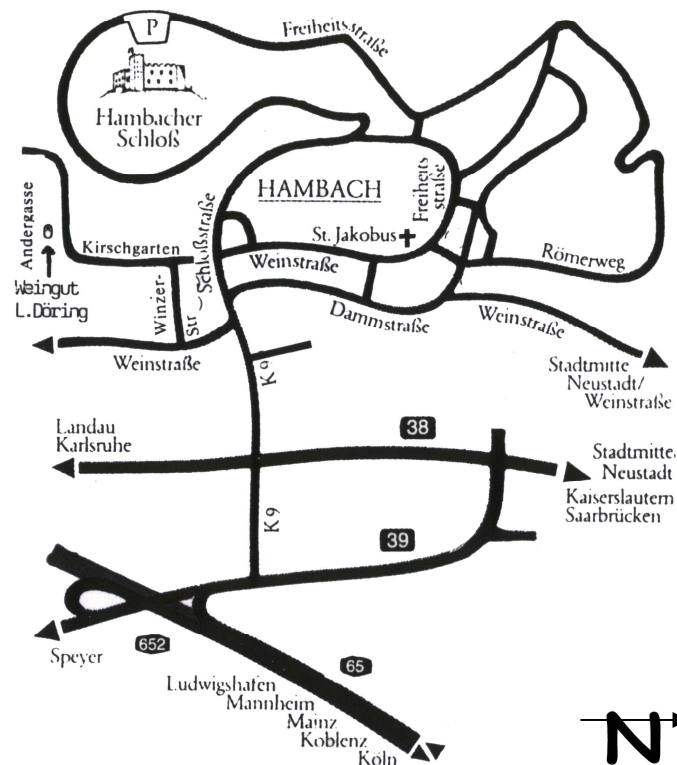 P
Freiheitsstraße
Hambacher
Schloß
HAMBACH
Freiheits
straße
St. Jakobus
Andergasse
Kirschgarten
Schloßstraße
Weinstraße
Römerweg
Weingut
L.Döring
Winzer-
Str
Dammstraße
Weinstraße
Weinstraße
Stadtmitte
Neustadt/
Weinstraße
K 9
Landau
Karlsruhe
38
Stadtmitte
Neustadt
Kaiserslautern
Saarbrücken
K 9
39
652
Speyer
65
Ludwigshafen
Mannheim
Mainz
Koblenz
Köln
N